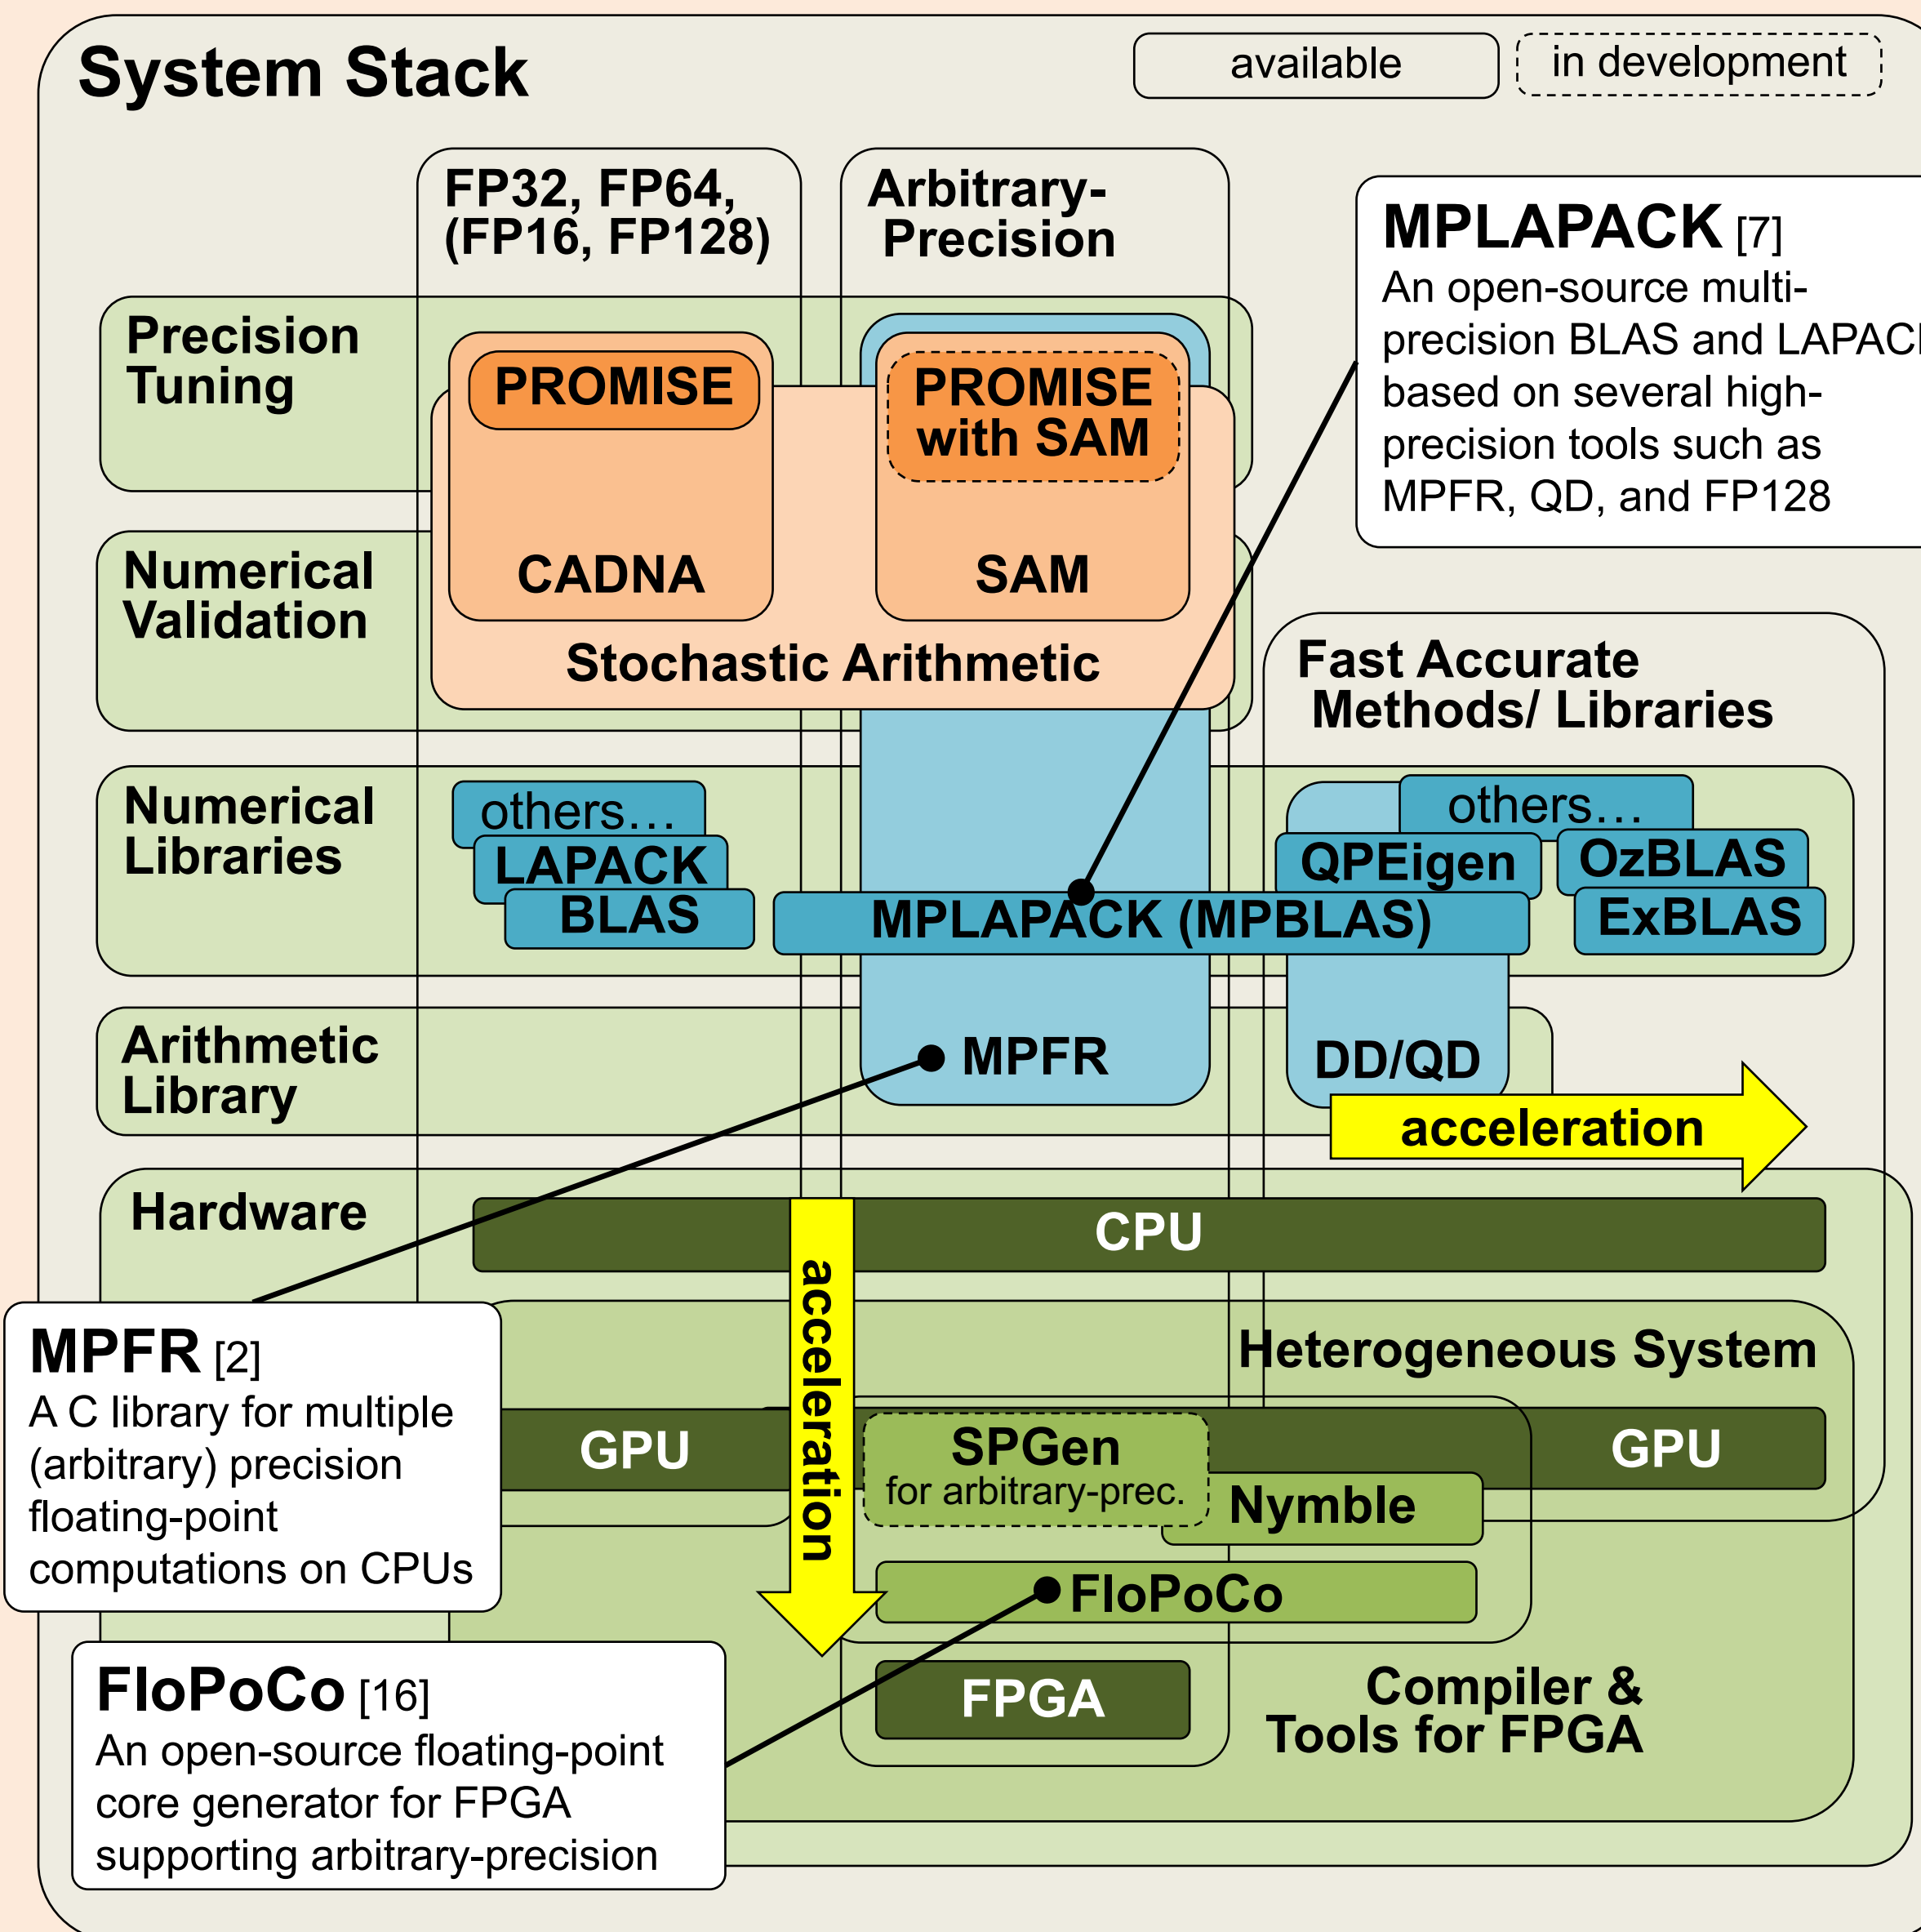 System Stack
available
in development
FP32, FP64,
(FP16, FP128)
Arbitrary-
Precision
MPLAPACK [7]
An open-source multi-
precision BLAS and LAPACK
based on several high-
precision tools such as
MPFR, QD, and FP128
Precision
Tuning
PROMISE
PROMISE
with SAM
Numerical
Validation
CADNA
SAM
Stochastic Arithmetic
Fast Accurate
Methods/ Libraries
Numerical
Libraries
others…
LAPACK
BLAS
MPLAPACK (MPBLAS)
others…
QPEigen
OzBLAS
ExBLAS
Arithmetic
Library
MPFR
DD/QD
acceleration
Hardware
CPU
acceleration
MPFR [2]
A C library for multiple
(arbitrary) precision
floating-point
computations on CPUs
Heterogeneous System
GPU
SPGen
for arbitrary-prec.
GPU
Nymble
FloPoCo
FPGA
Compiler &
Tools for FPGA
FloPoCo [16]
An open-source floating-point
core generator for FPGA
supporting arbitrary-precision